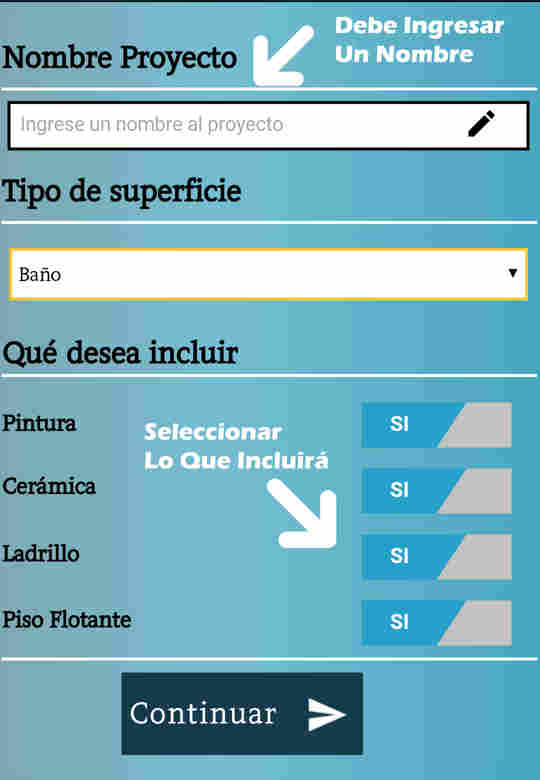 Debe Ingresar
Un Nombre
Nombre Proyecto
Ingrese un nombre al proyecto
Tipo de superficie
Baño
Qué desea incluir
Pintura
SI
Seleccionar
Lo Que Incluirá
Cerámica
SI
Ladrillo
SI
Piso Flotante
SI
Continuar